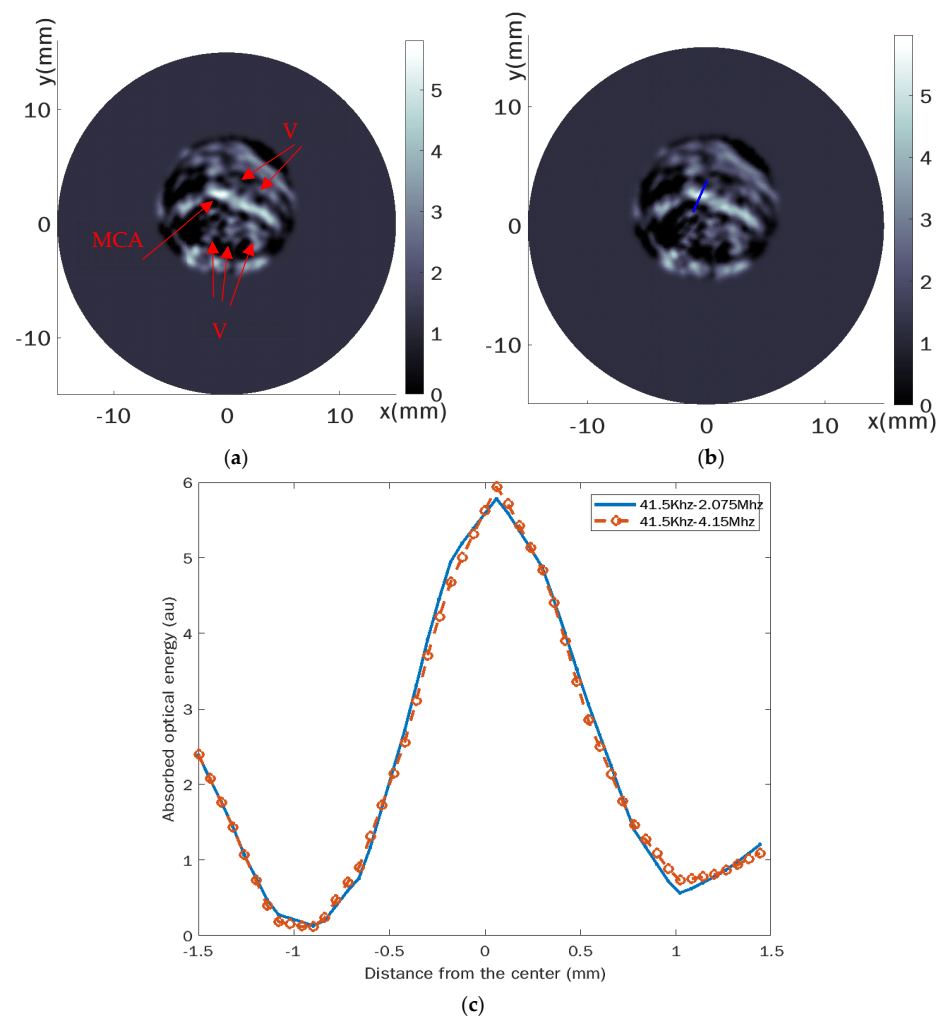 y(mm)
10
0
-10
-10
0
10
x(mm)
5
4
3
2
1
0
V
MCA
V
(a)
y(mm)
10
0
-10
-10
0
10
x(mm)
5
4
3
2
1
0
(b)
6
5
4
3
2
1
0
Absorbed optical energy (au)
41.5Khz-2.075Mhz
41.5Khz-4.15Mhz
-1.5
-1
-0.5
0
0.5
1
1.5
Distance from the center (mm)
(c)